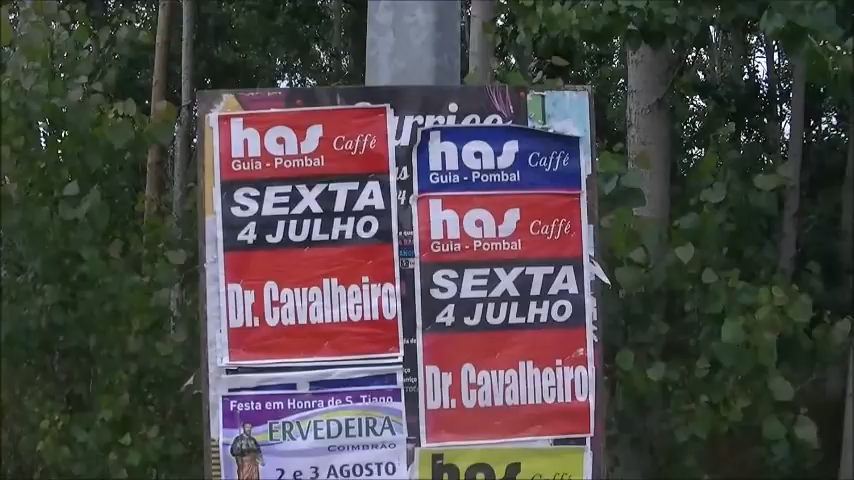 has Caffé
Guia - Pombal
SEXTA
4 JULHO
Dr. Cavalheiro
has Caffé
Guia - Pombal
has Caffé
Guia - Pombal
SEXTA
4 JULHO
Dr. Cavalheiro
Festa em Honra de S. Tiago
ERVEDEIRA
COIMBRÃO
2 e 3 AGOSTO
has Caffé